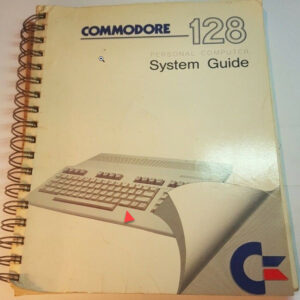 COMMODORE 128
PERSONAL COMPUTER
System Guide